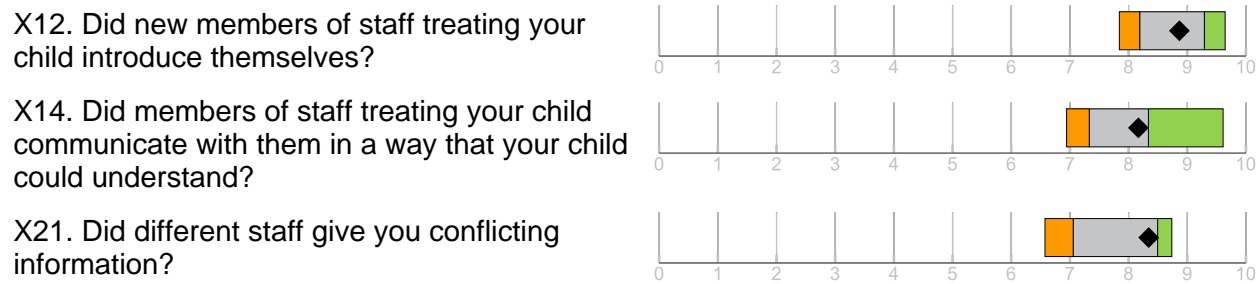 X12. Did new members of staff treating your
child introduce themselves?
0 1 2 3 4 5 6 7 8 9 10
X14. Did members of staff treating your child
communicate with them in a way that your child
could understand?
0 1 2 3 4 5 6 7 8 9 10
X21. Did different staff give you conflicting
information?
0 1 2 3 4 5 6 7 8 9 10